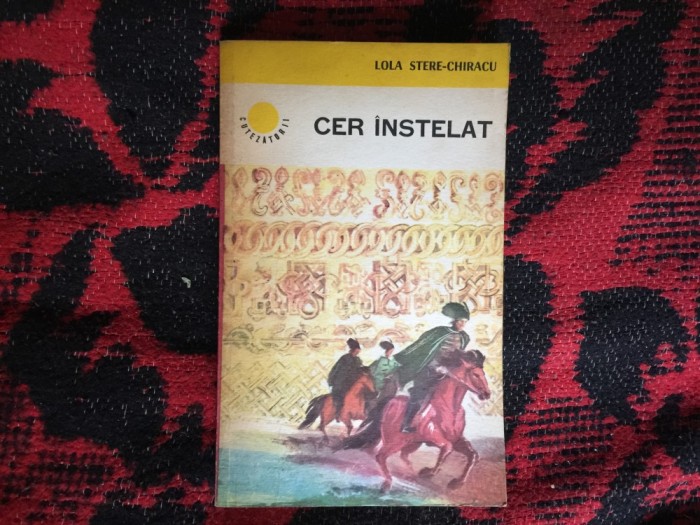 LOLA STERE-CHIRACU
CUTEZĂTORII
CER ÎNSTELAT